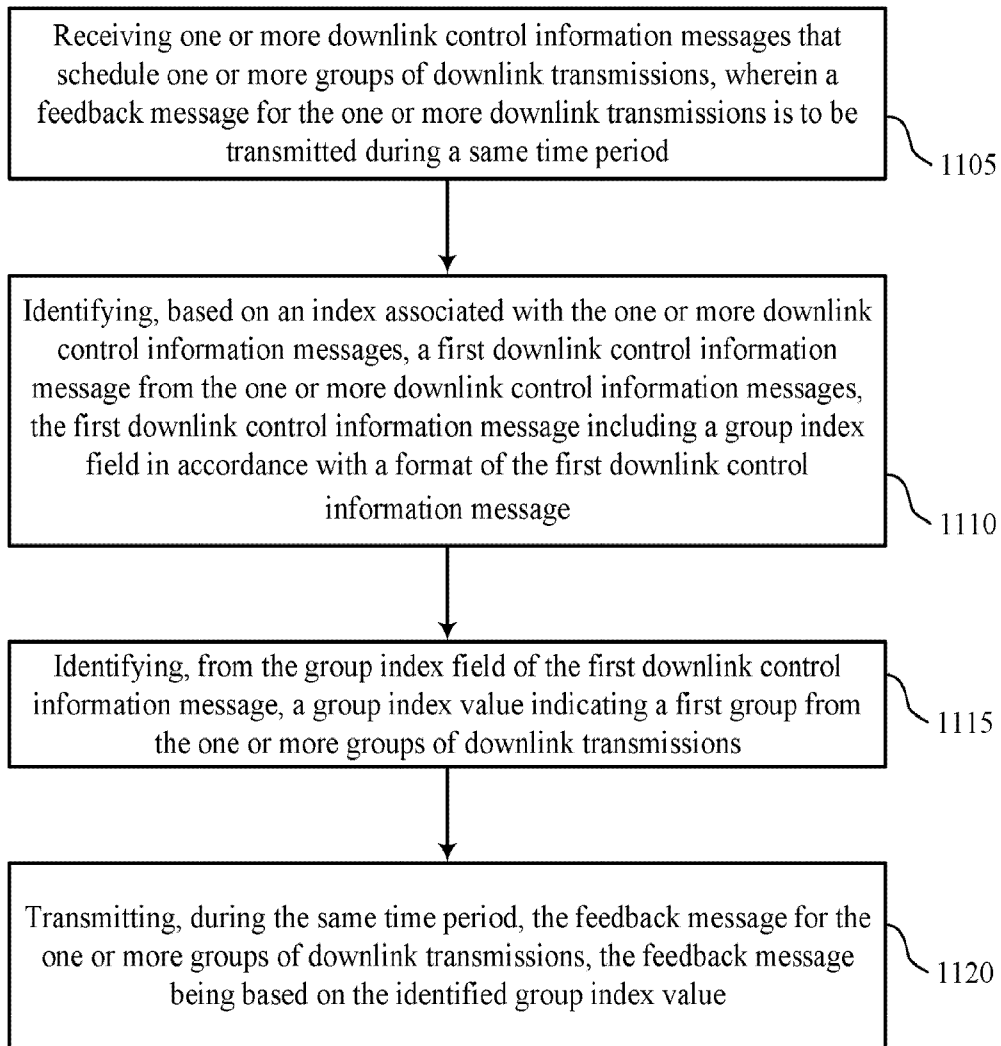 Receiving one or more downlink control information messages that
schedule one or more groups of downlink transmissions, wherein a
feedback message for the one or more downlink transmissions is to be
transmitted during a same time period
1105
Identifying, based on an index associated with the one or more downlink
control information messages, a first downlink control information
message from the one or more downlink control information messages,
the first downlink control information message including a group index
field in accordance with a format of the first downlink control
information message
1110
Identifying, from the group index field of the first downlink control
information message, a group index value indicating a first group from
the one or more groups of downlink transmissions
1115
Transmitting, during the same time period, the feedback message for the
one or more groups of downlink transmissions, the feedback message
being based on the identified group index value
1120